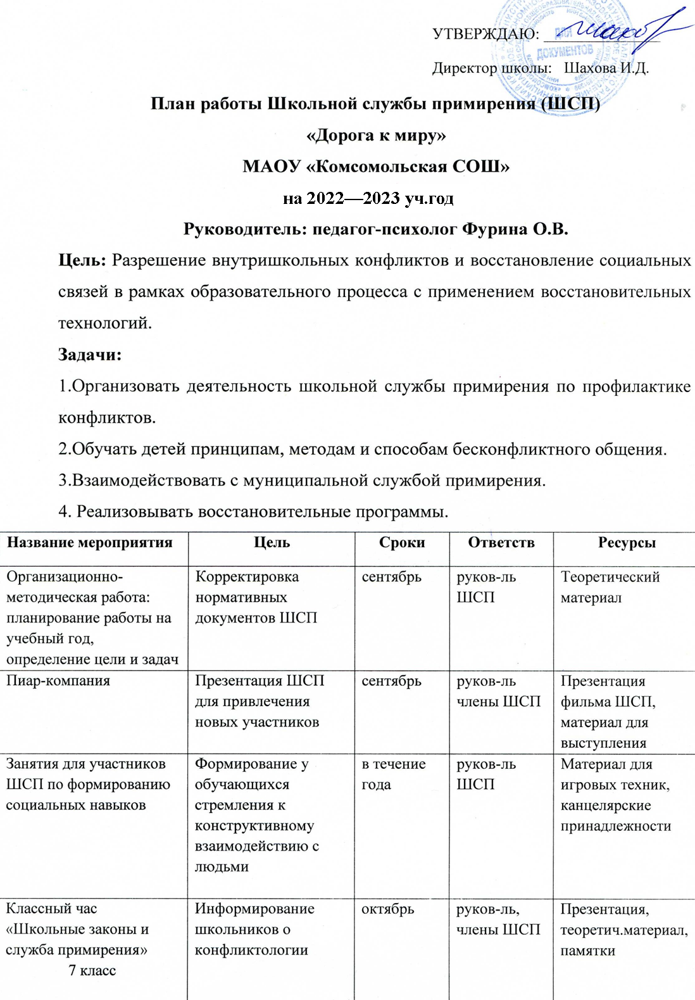 УТВЕРЖДАЮ:
ДЛЯ
ДОКУМЕНТОВ
Директор школы: Шахова И.Д.
План работы Школьной службы примирения (ШСП)
«Дорога к миру»
МАОУ «Комсомольская СОШ»
на 2022—2023 уч.год
Руководитель: педагог-психолог Фурина О.В.
Цель: Разрешение внутришкольных конфликтов и восстановление социальных
связей в рамках образовательного процесса с применением восстановительных
технологий.
Задачи:
1.Организовать деятельность школьной службы примирения по профилактике
конфликтов.
2.Обучать детей принципам, методам и способам бесконфликтного общения.
3.Взаимодействовать с муниципальной службой примирения.
4. Реализовывать восстановительные программы.
Название мероприятия Цель Сроки Ответств Ресурсы
Организационно- Корректировка сентябрь руков-ль Теоретический
методическая работа: нормативных ШСП материал
планирование работы на документов ШСП
учебный год,
определение цели и задач
Пиар-компания Презентация ШСП сентябрь руков-ль Презентация
для привлечения члены ШСП фильма ШСП,
новых участников материал для
выступления
Занятия для участников Формирование у в течение руков-ль Материал для
ШСП по формированию обучающихся года ШСП игровых техник,
социальных навыков стремления к канцелярские
конструктивному принадлежности
взаимодействию с
людьми
Классный час Информирование октябрь руков-ль, Презентация,
«Школьные законы и школьников о члены ШСП теоретич.материал,
служба примирения» конфликтологии памятки
7 класс